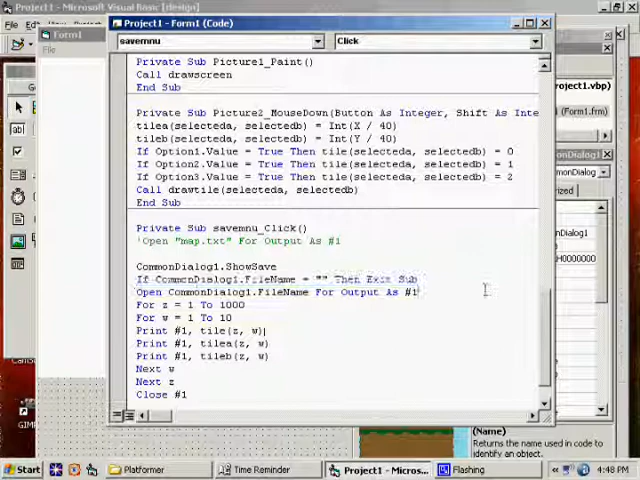 Project1 - Microsoft Visual Basic [design]
Project1 - Form1 (Code)
File
Form1
File
savemnu
Click
Private Sub Picture1_Paint()
Call drawscreen
End Sub
Private Sub Picture2_MouseDown(Button As Integer, Shift As Inte
tilea(selecteda, selectedb) = Int(X / 40)
tileb(selecteda, selectedb) = Int(Y / 40)
If Option1.Value = True Then tile(selecteda, selectedb) = 0
If Option2.Value = True Then tile(selecteda, selectedb) = 1
If Option3.Value = True Then tile(selecteda, selectedb) = 2
Call drawtile(selecteda, selectedb)
End Sub
Private Sub savemnu_Click()
'Open "map.txt" For Output As #1
CommonDialog1.ShowSave
If CommonDialog1.FileName = "" Then Exit Sub
Open CommonDialog1.FileName For Output As #1
For z = 1 To 1000
For w = 1 To 10
Print #1, tile(z, w)
Print #1, tilea(z, w)
Print #1, tileb(z, w)
Next w
Next z
Close #1
roject1.vbp)
(Form1.frm)
monDialog1
(Name)
Returns the name used in code to
identify an object.
Start
Platformer
Time Reminder
Project1 - Micros...
Flashing
4:48 PM